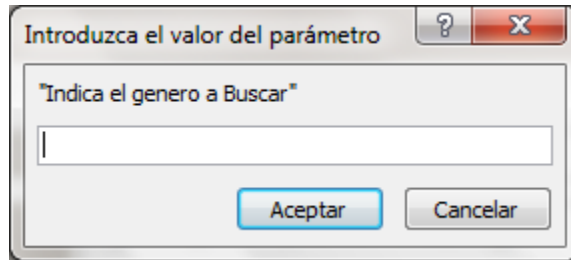 Introduzca el valor del parámetro
"Indica el genero a Buscar"
Aceptar Cancelar